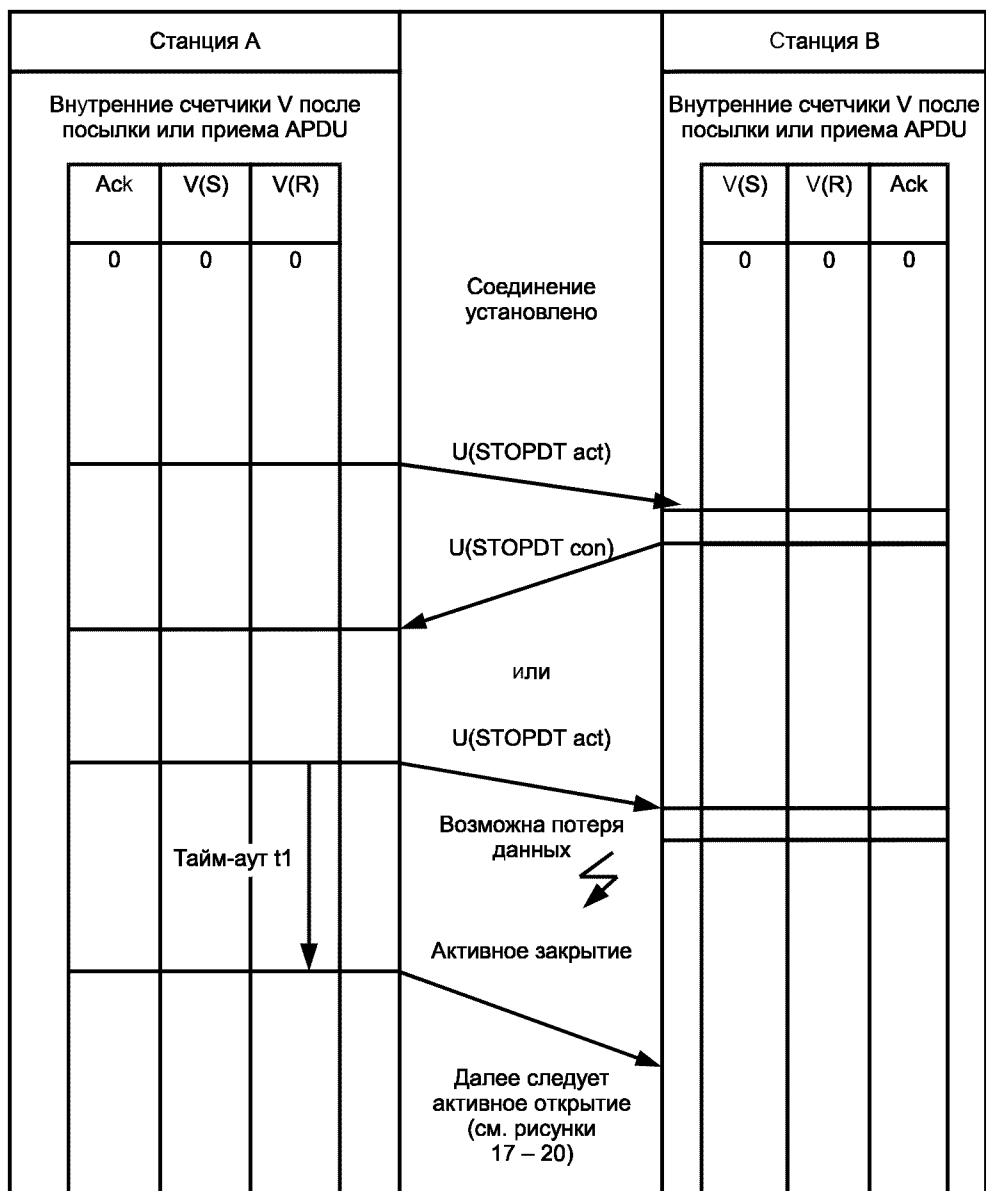 Станция А
Станция В
Внутренние счетчики V после
посылки или приема APDU
Внутренние счетчики V после
посылки или приема APDU
Ack V(S) V(R)
V(S) V(R) Ack
0 0 0
0 0 0
Соединение
установлено
U(STOPDT act)
U(STOPDT con)
или
U(STOPDT act)
Возможна потеря
данных
Тайм-аут t1
Активное закрытие
Далее следует
активное открытие
(см. рисунки
17 – 20)